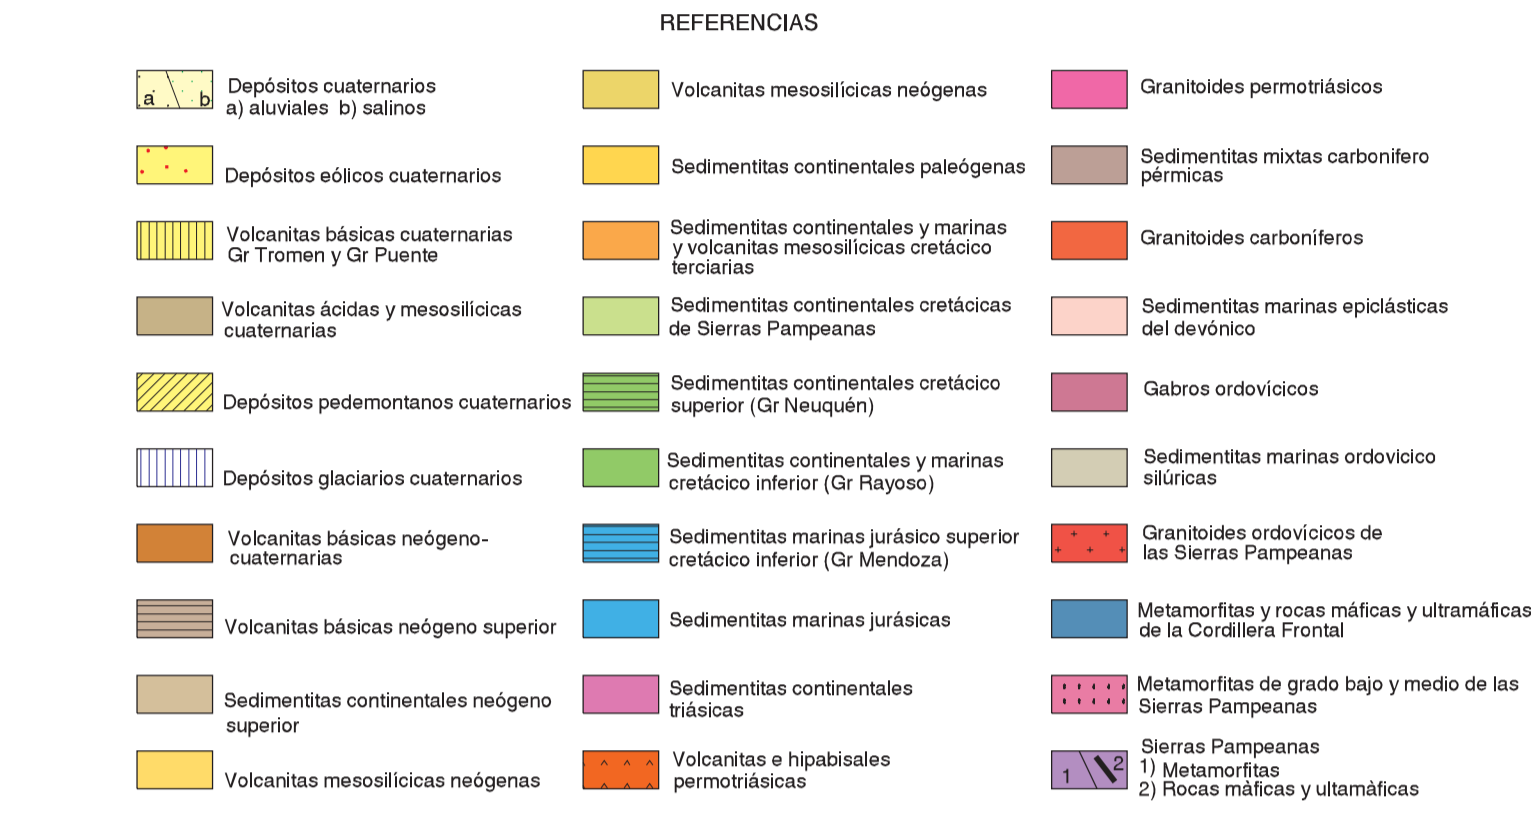 REFERENCIAS
a b
Depósitos cuaternarios
a) aluviales b) salinos
Depósitos eólicos cuaternarios
Volcanitas básicas cuaternarias
Gr Tromen y Gr Puente
Volcanitas ácidas y mesosilícicas
cuaternarias
Depósitos pedemontanos cuaternarios
Depósitos glaciarios cuaternarios
Volcanitas básicas neógeno-
cuaternarias
Volcanitas básicas neógeno superior
Sedimentitas continentales neógeno
superior
Volcanitas mesosilícicas neógenas
Volcanitas mesosilícicas neógenas
Sedimentitas continentales paleógenas
Sedimentitas continentales y marinas
y volcanitas mesosilícicas cretácico
terciarias
Sedimentitas continentales cretácicas
de Sierras Pampeanas
Sedimentitas continentales cretácico
superior (Gr Neuquén)
Sedimentitas continentales y marinas
cretácico inferior (Gr Rayoso)
Sedimentitas marinas jurásico superior
cretácico inferior (Gr Mendoza)
Sedimentitas marinas jurásicas
Sedimentitas continentales
triásicas
Volcanitas e hipabisales
permotriásicas
Granitoides permotriásicos
Sedimentitas mixtas carbonifero
pérmicas
Granitoides carboníferos
Sedimentitas marinas epiclásticas
del devónico
Gabros ordovícicos
Sedimentitas marinas ordovicico
silúricas
Granitoides ordovícicos de
las Sierras Pampeanas
Metamorfitas y rocas máficas y ultramáficas
de la Cordillera Frontal
Metamorfitas de grado bajo y medio de las
Sierras Pampeanas
1 2
Sierras Pampeanas
1) Metamorfitas
2) Rocas màficas y ultamàficas